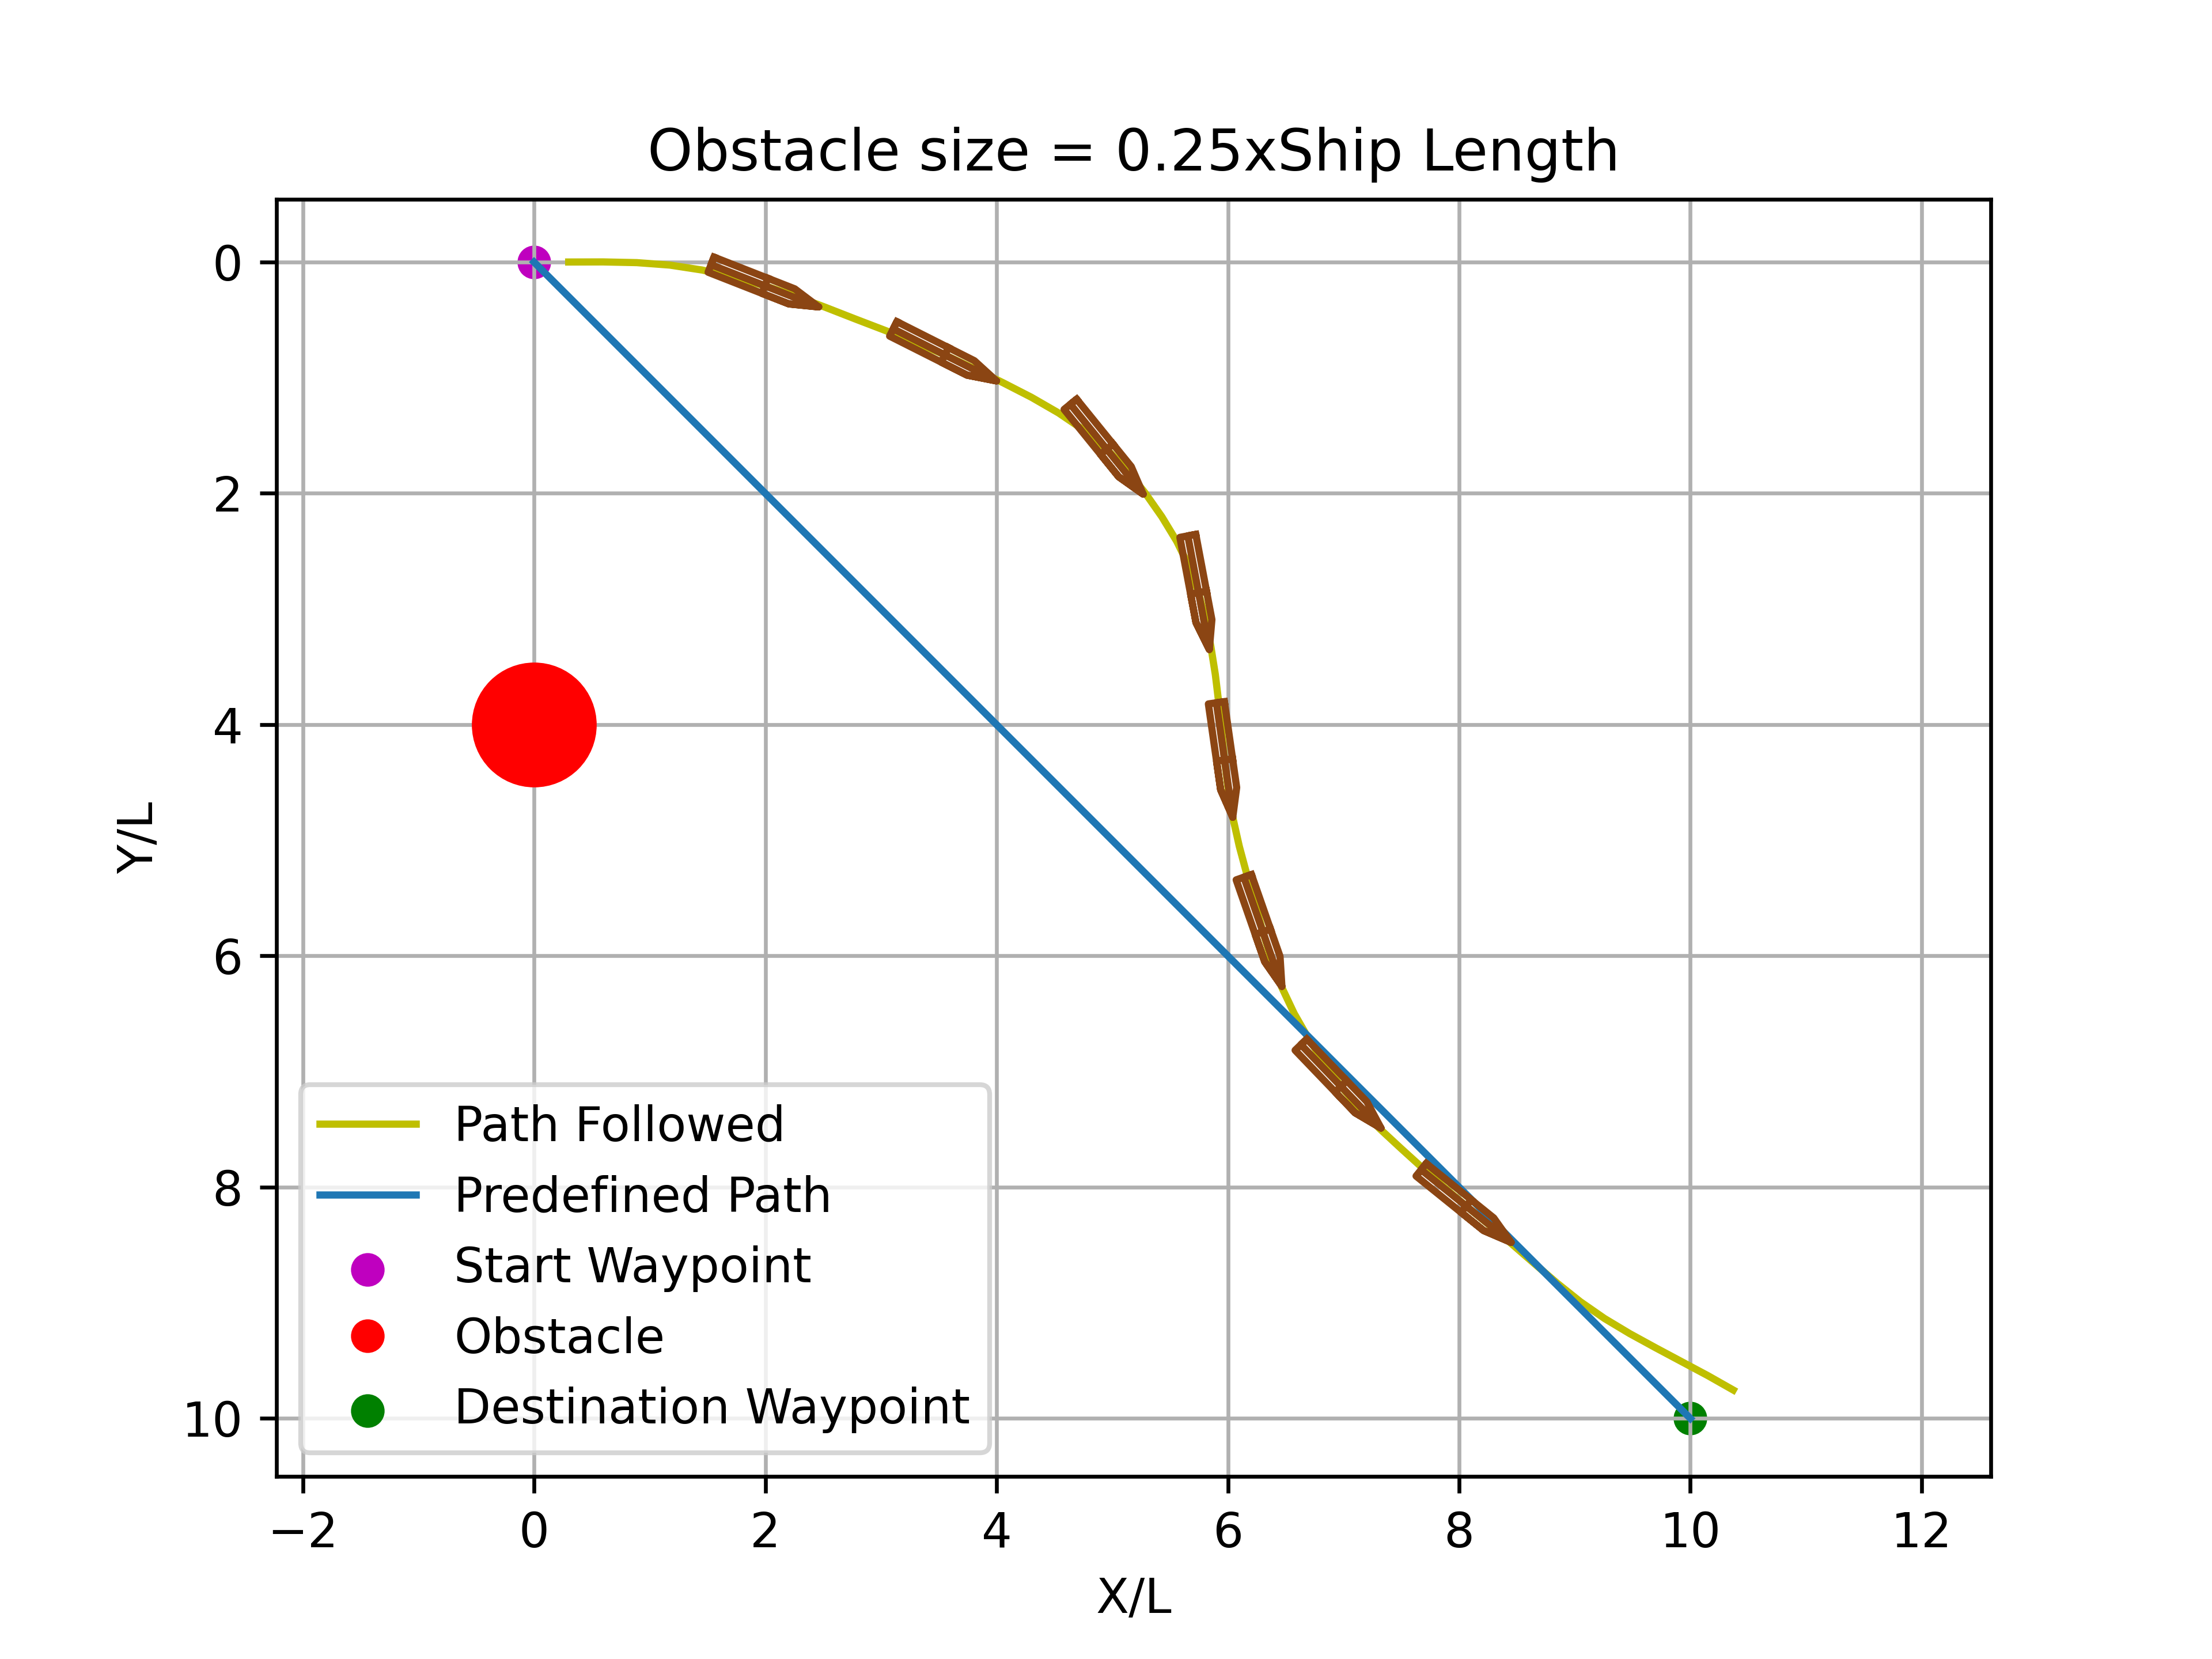 Obstacle size = 0.25xShip Length
0
2
4
6
8
10
Y/L
Path Followed
Predefined Path
Start Waypoint
Obstacle
Destination Waypoint
−2 0 2 4 6 8 10 12
X/L